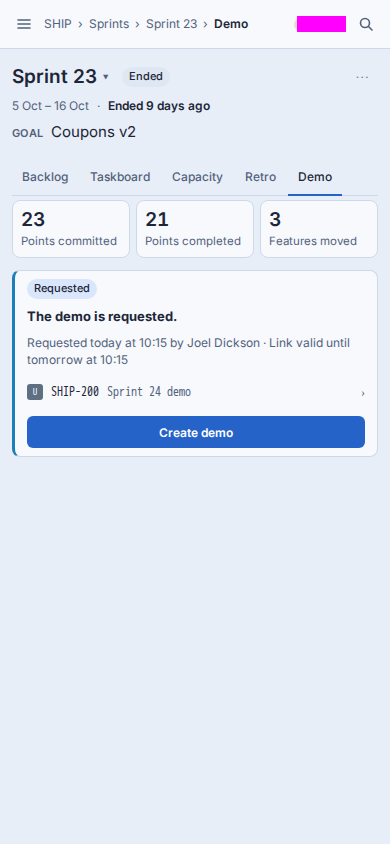 SHIP › Sprints › Sprint 23 › Demo
Sprint 23 ▾ Ended ...
5 Oct – 16 Oct · Ended 9 days ago
GOAL Coupons v2
Backlog Taskboard Capacity Retro Demo
23 21 3
Points committed Points completed Features moved
Requested
The demo is requested.
Requested today at 10:15 by Joel Dickson · Link valid until
tomorrow at 10:15
U SHIP-200 Sprint 24 demo ›
Create demo